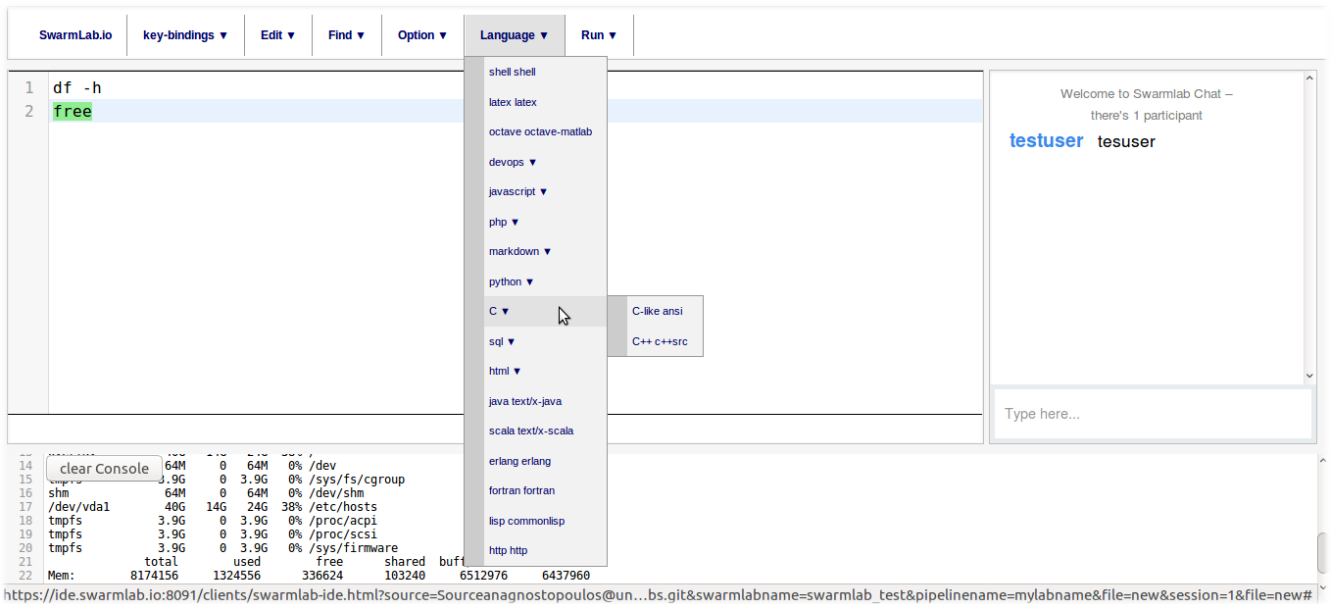 SwarmLab.io key-bindings ▼ Edit ▼ Find ▼ Option ▼ Language ▼ Run ▼
1 df -h
2 free
shell shell
latex latex
octave octave-matlab
devops ▼
javascript ▼
php ▼
markdown ▼
python ▼
C ▼
C-like ansi
C++ c++src
sql ▼
html ▼
java text/x-java
scala text/x-scala
erlang erlang
fortran fortran
lisp commonlisp
http http
Welcome to Swarmlab Chat –
there's 1 participant
testuser tesuser
Type here...
clear Console
14 64M 0 64M 0% /dev
15 tmpfs 3.9G 0 3.9G 0% /sys/fs/cgroup
16 shm 64M 0 64M 0% /dev/shm
17 /dev/vda1 40G 14G 24G 38% /etc/hosts
18 tmpfs 3.9G 0 3.9G 0% /proc/acpi
19 tmpfs 3.9G 0 3.9G 0% /proc/scsi
20 tmpfs 3.9G 0 3.9G 0% /sys/firmware
21 total used free shared buff
22 Mem: 8174156 1324556 336624 103240 6512976 6437960
https://ide.swarmlab.io:8091/clients/swarmlab-ide.html?source=Sourceanagnostopoulos@un...bs.git&swarmlabname=swarmlab_test&pipelinename=mylabname&file=new&session=1&file=new#